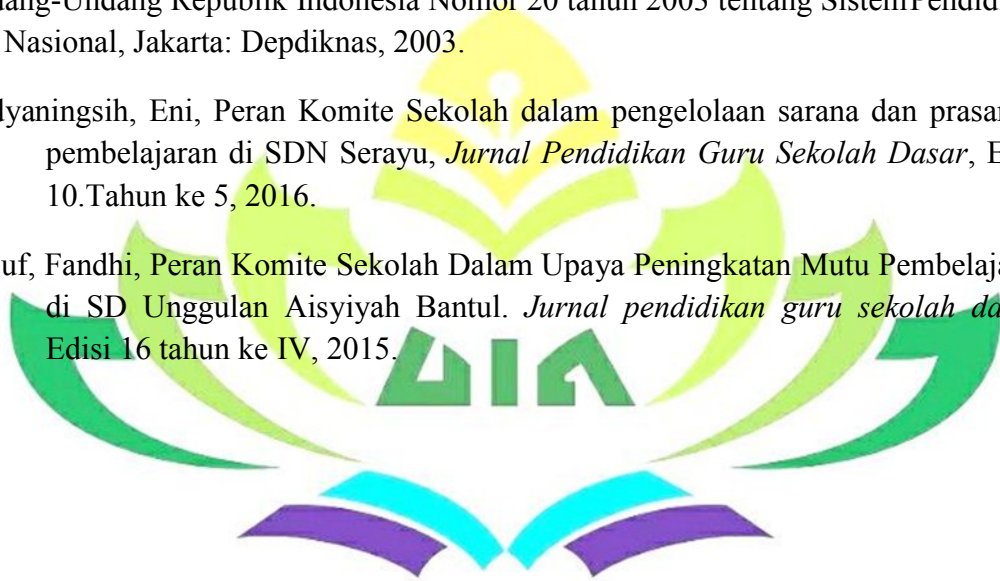 ang-Undang Republik Indonesia Nomor 20 tahun 2003 tentang SistemPendidi
Nasional, Jakarta: Depdiknas, 2003.
dyaningsih, Eni, Peran Komite Sekolah dalam pengelolaan sarana dan prasar
pembelajaran di SDN Serayu, Jurnal Pendidikan Guru Sekolah Dasar, E
10.Tahun ke 5, 2016.
uf, Fandhi, Peran Komite Sekolah Dalam Upaya Peningkatan Mutu Pembelaja
di SD Unggulan Aisyiyah Bantul. Jurnal pendidikan guru sekolah da
Edisi 16 tahun ke IV, 2015.
UIN